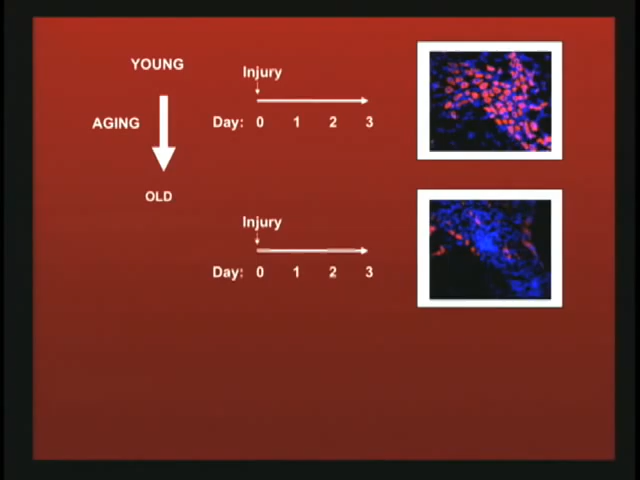 YOUNG
AGING
OLD
Injury
Day: 0 1 2 3
Injury
Day: 0 1 2 3